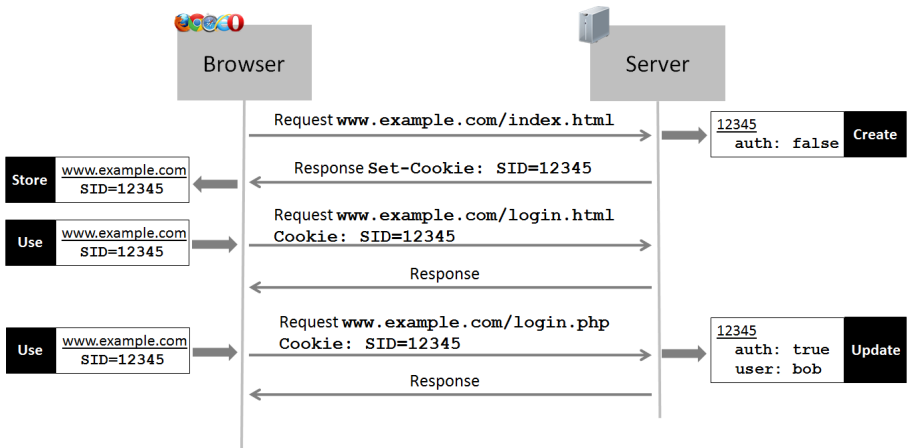 Browser
Server
Request www.example.com/index.html
12345
auth: false
Create
Response Set-Cookie: SID=12345
Store
www.example.com
SID=12345
Request www.example.com/login.html
Cookie: SID=12345
Use
www.example.com
SID=12345
Response
Request www.example.com/login.php
Cookie: SID=12345
Use
www.example.com
SID=12345
12345
auth: true
user: bob
Update
Response